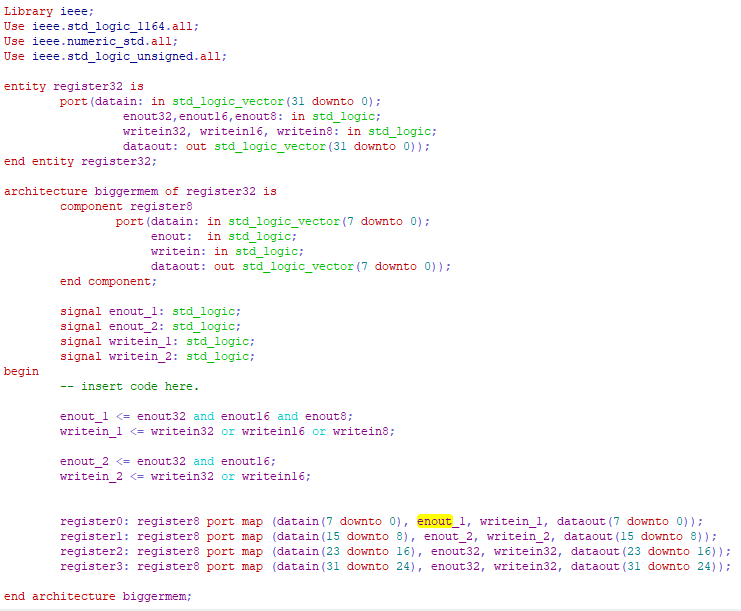 Library ieee;
Use ieee.std_logic_1164.all;
Use ieee.numeric_std.all;
Use ieee.std_logic_unsigned.all;

entity register32 is
        port(datain: in std_logic_vector(31 downto 0);
                 enout32,enout16,enout8: in std_logic;
                 writein32, writein16, writein8: in std_logic;
                 dataout: out std_logic_vector(31 downto 0));
end entity register32;

architecture biggermem of register32 is
        component register8
                port(datain: in std_logic_vector(7 downto 0);
                     enout:  in std_logic;
                     writein: in std_logic;
                     dataout: out std_logic_vector(7 downto 0));
        end component;

        signal enout_1: std_logic;
        signal enout_2: std_logic;
        signal writein_1: std_logic;
        signal writein_2: std_logic;
begin
        -- insert code here.

        enout_1 <= enout32 and enout16 and enout8;
        writein_1 <= writein32 or writein16 or writein8;

        enout_2 <= enout32 and enout16;
        writein_2 <= writein32 or writein16;


        register0: register8 port map (datain(7 downto 0), enout_1, writein_1, dataout(7 downto 0));
        register1: register8 port map (datain(15 downto 8), enout_2, writein_2, dataout(15 downto 8));
        register2: register8 port map (datain(23 downto 16), enout32, writein32, dataout(23 downto 16));
        register3: register8 port map (datain(31 downto 24), enout32, writein32, dataout(31 downto 24));

end architecture biggermem;